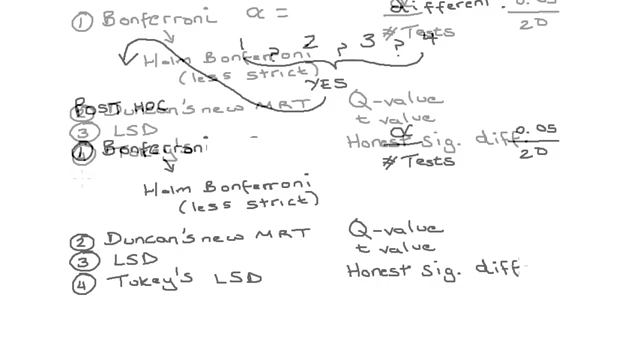 different 0.05
① Bonferroni α = # Tests 20
1 ? 2 ? 3 ? 4
Holm Bonferroni
(less strict)
YES
POST HOC
Duncan's new MRT Q-value
③ LSD t value
Honest sig. diff
① Bonferroni α 0.05
# Tests 20
Holm Bonferroni
(less strict)
② Duncan's new MRT Q-value
③ LSD t value
④ Tukey's LSD Honest sig. diff